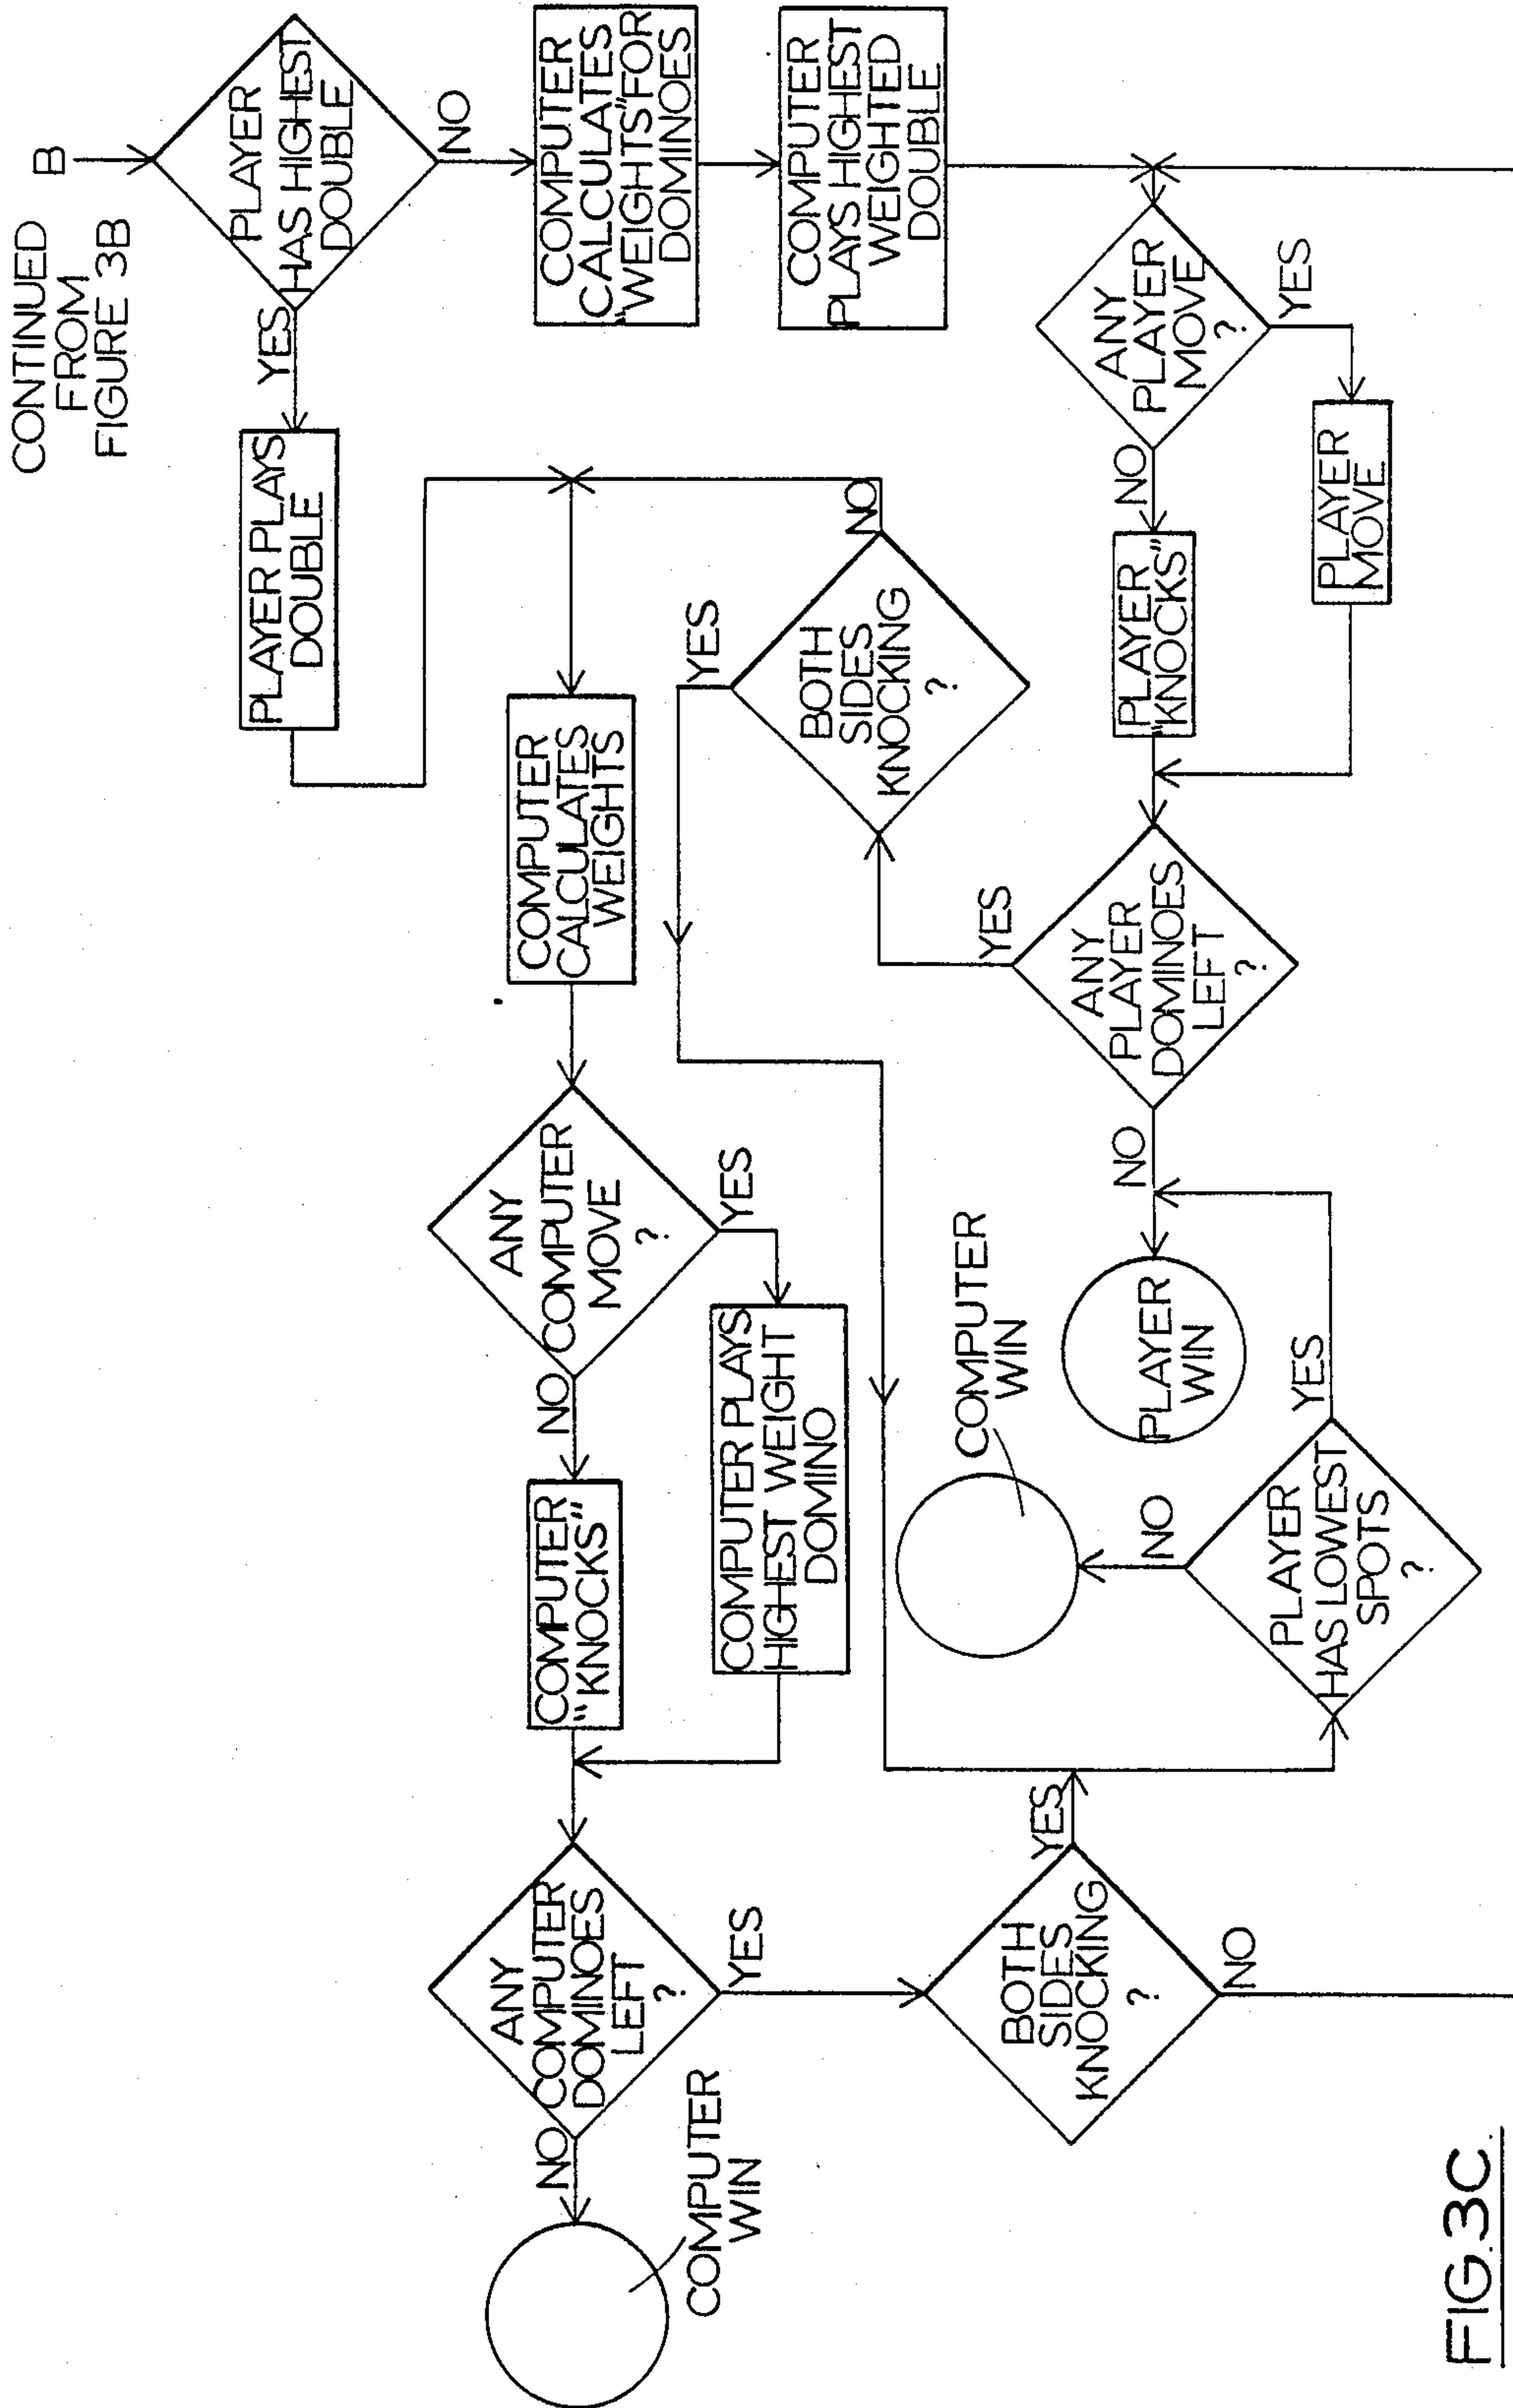 CONTINUED
FROM
FIGURE 3B
B
PLAYER
HAS HIGHEST
DOUBLE
YES
NO
PLAYER PLAYS
DOUBLE
COMPUTER
CALCULATES
"WEIGHTS" FOR
DOMINOES
COMPUTER
PLAYS HIGHEST
WEIGHTED
DOUBLE
ANY
PLAYER
MOVE
?
NO
YES
PLAYER
"KNOCKS"
PLAYER
MOVE
ANY
PLAYER
DOMINOES
LEFT
?
YES
NO
BOTH
SIDES
KNOCKING
?
YES
NO
COMPUTER
CALCULATES
WEIGHTS
ANY
COMPUTER
MOVE
?
NO
YES
COMPUTER
"KNOCKS"
COMPUTER PLAYS
HIGHEST WEIGHT
DOMINO
ANY
COMPUTER
DOMINOES
LEFT
?
NO
YES
COMPUTER
WIN
BOTH
SIDES
KNOCKING
?
YES
NO
PLAYER
HAS LOWEST
SPOTS
?
NO
YES
COMPUTER
WIN
PLAYER
WIN
FIG.3C.